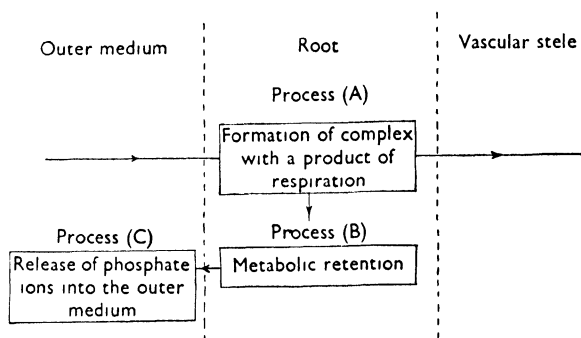 Outer medium
Root
Vascular stele
Process (A)
Formation of complex
with a product of
respiration
Process (B)
Metabolic retention
Process (C)
Release of phosphate
ions into the outer
medium